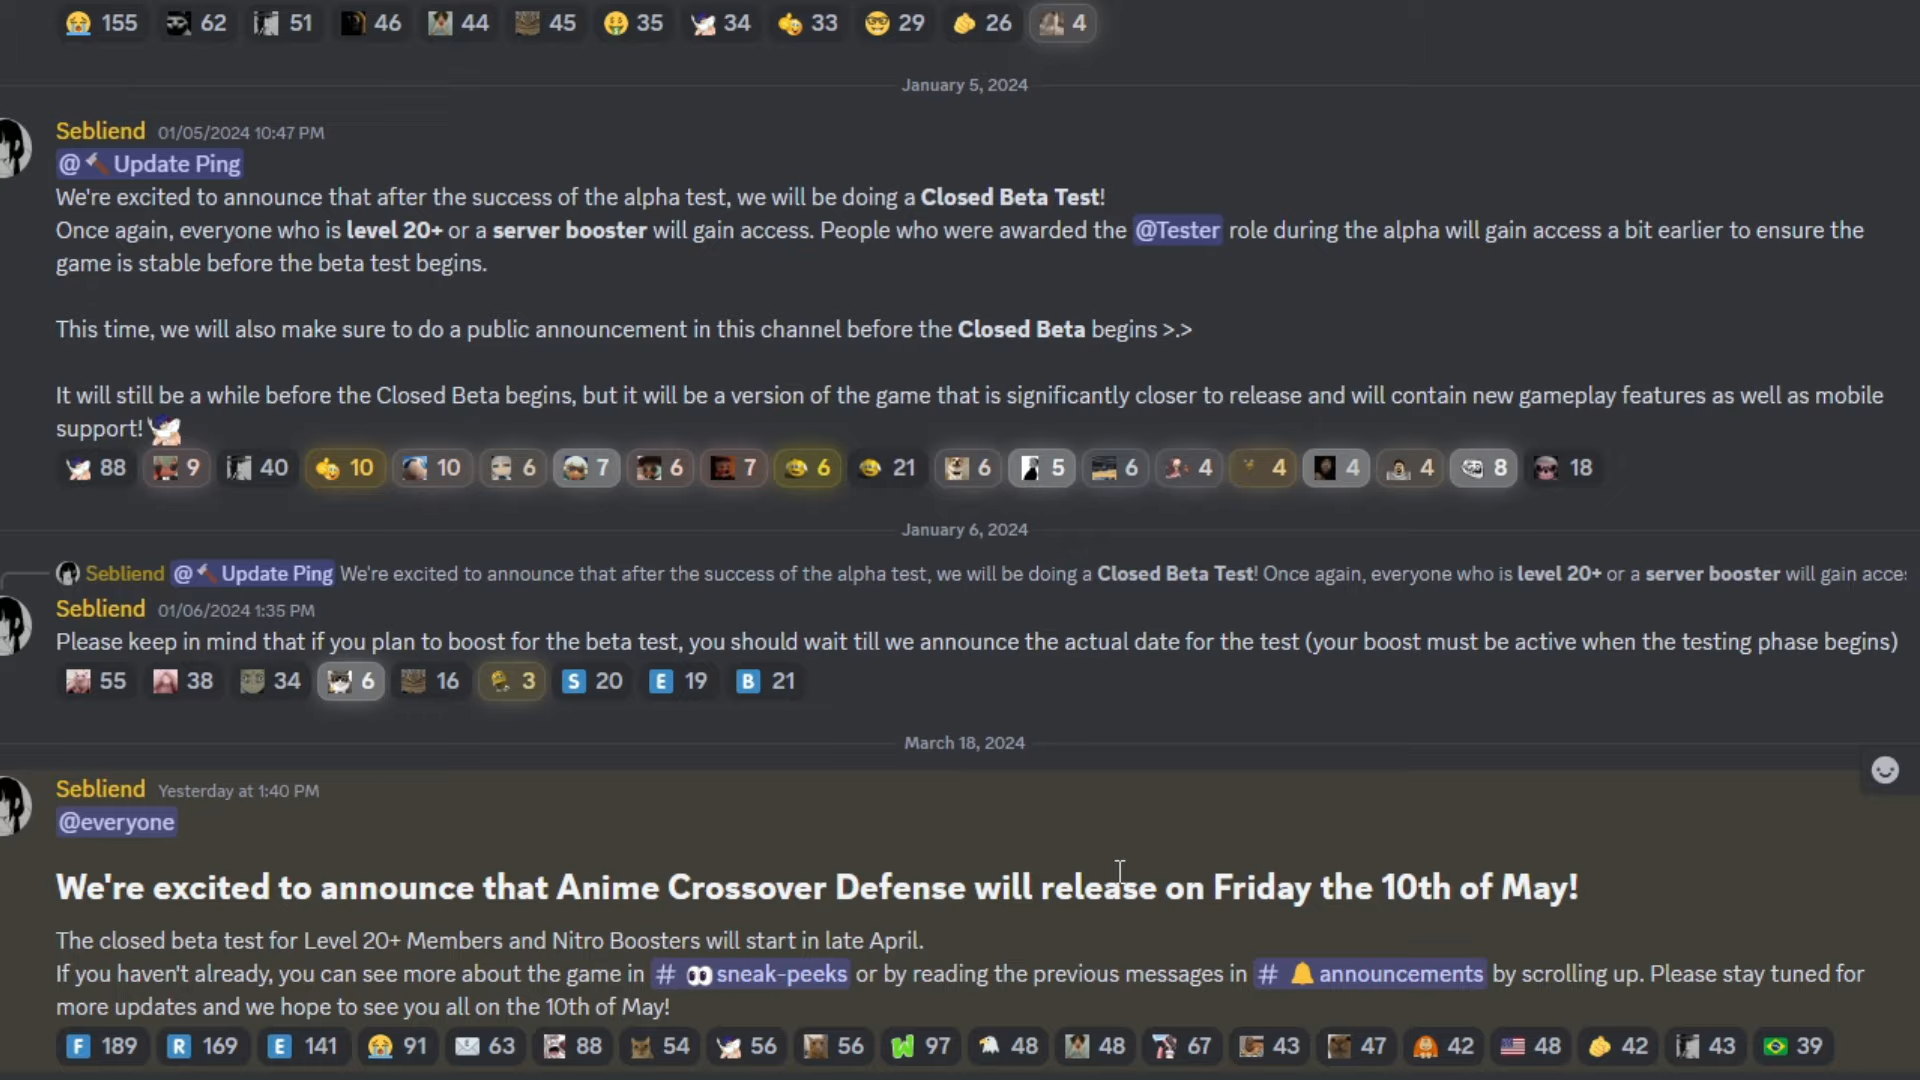 155 62 51 46 44 45 35 34 33 29 26 4
January 5, 2024
Sebliend 01/05/2024 10:47 PM
@ Update Ping
We're excited to announce that after the success of the alpha test, we will be doing a Closed Beta Test!
Once again, everyone who is level 20+ or a server booster will gain access. People who were awarded the @Tester role during the alpha will gain access a bit earlier to ensure the
game is stable before the beta test begins.
This time, we will also make sure to do a public announcement in this channel before the Closed Beta begins >.>
It will still be a while before the Closed Beta begins, but it will be a version of the game that is significantly closer to release and will contain new gameplay features as well as mobile
support!
88 9 40 10 10 6 7 6 7 6 21 6 5 6 4 4 4 4 8 18
January 6, 2024
Sebliend @ Update Ping We're excited to announce that after the success of the alpha test, we will be doing a Closed Beta Test! Once again, everyone who is level 20+ or a server booster will gain acce
Sebliend 01/06/2024 1:35 PM
Please keep in mind that if you plan to boost for the beta test, you should wait till we announce the actual date for the test (your boost must be active when the testing phase begins)
55 38 34 6 16 3 S 20 E 19 B 21
March 18, 2024
Sebliend Yesterday at 1:40 PM
@everyone
We're excited to announce that Anime Crossover Defense will release on Friday the 10th of May!
The closed beta test for Level 20+ Members and Nitro Boosters will start in late April.
If you haven't already, you can see more about the game in # sneak-peeks or by reading the previous messages in # announcements by scrolling up. Please stay tuned for
more updates and we hope to see you all on the 10th of May!
F 189 R 169 E 141 91 63 88 54 56 56 97 48 48 67 43 47 42 48 42 43 39